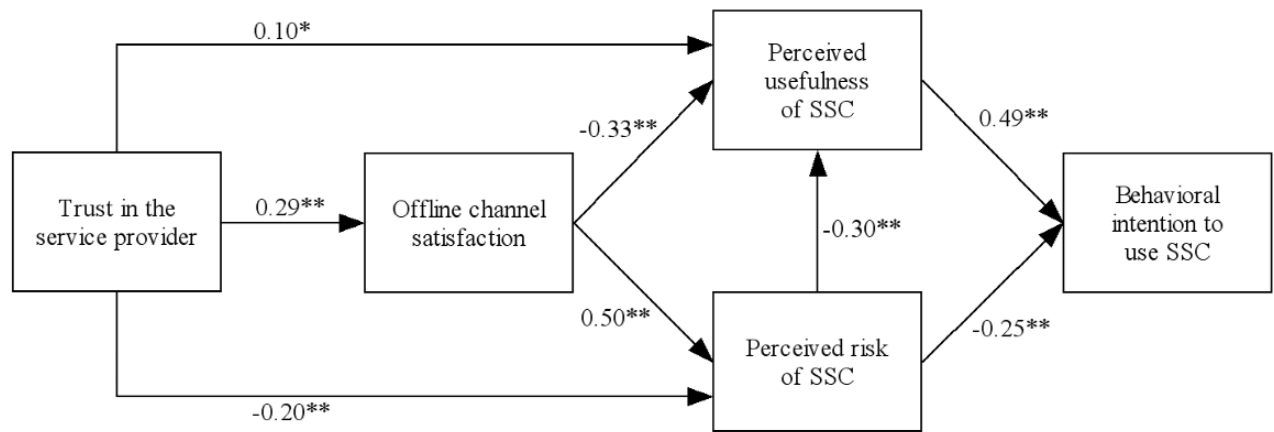 0.10*
Perceived
usefulness
of SSC
-0.33**
0.49**
Trust in the
service provider
0.29**
Offline channel
satisfaction
Behavioral
intention to
use SSC
-0.30**
0.50**
Perceived risk
of SSC
-0.25**
-0.20**